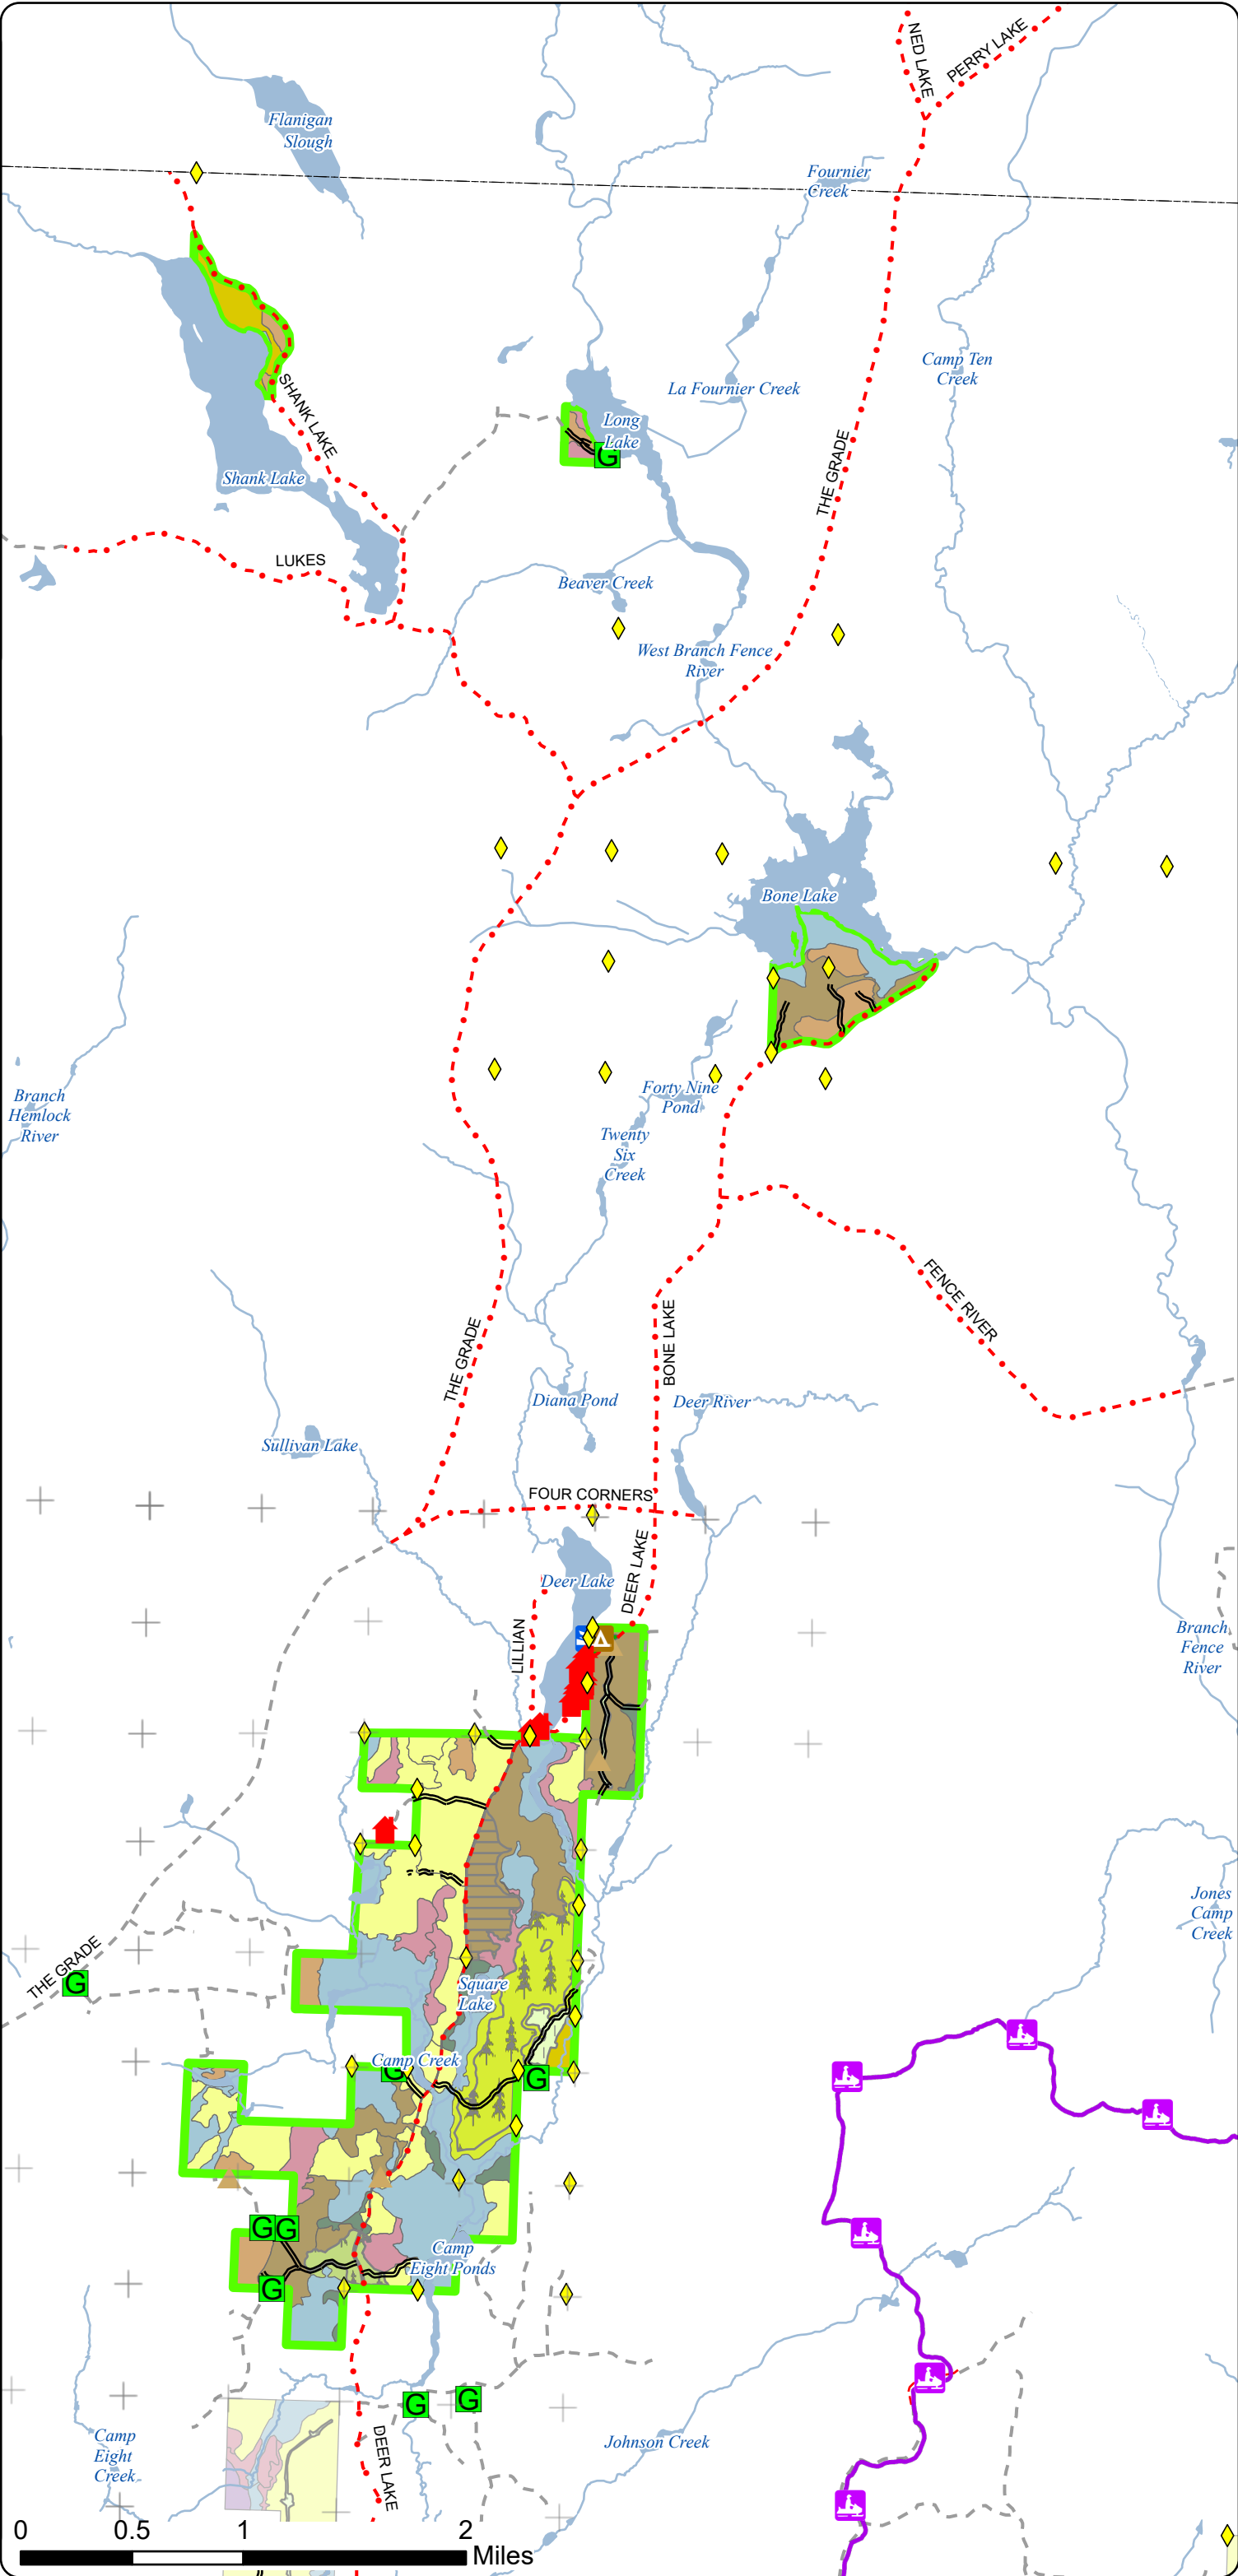 NED LAKE
PERRY LAKE
Flanigan
Slough
Fournier
Creek
Camp Ten
Creek
La Fournier Creek
SHANK LAKE
Long
Lake
G
THE GRADE
Shank Lake
LUKES
Beaver Creek
West Branch Fence
River
Bone Lake
Branch
Hemlock
River
Forty Nine
Pond
Twenty
Six
Creek
FENCE RIVER
THE GRADE
BONE LAKE
Diana Pond
Deer River
Sullivan Lake
FOUR CORNERS
Deer Lake
DEER LAKE
LILLIAN
Branch
Fence
River
Jones
Camp
Creek
THE GRADE
G
Square
Lake
Camp Creek
G
G
G
G
Camp
Eight Ponds
G
G
G
DEER LAKE
Camp
Eight
Creek
Johnson Creek
0 0.5 1 2
Miles